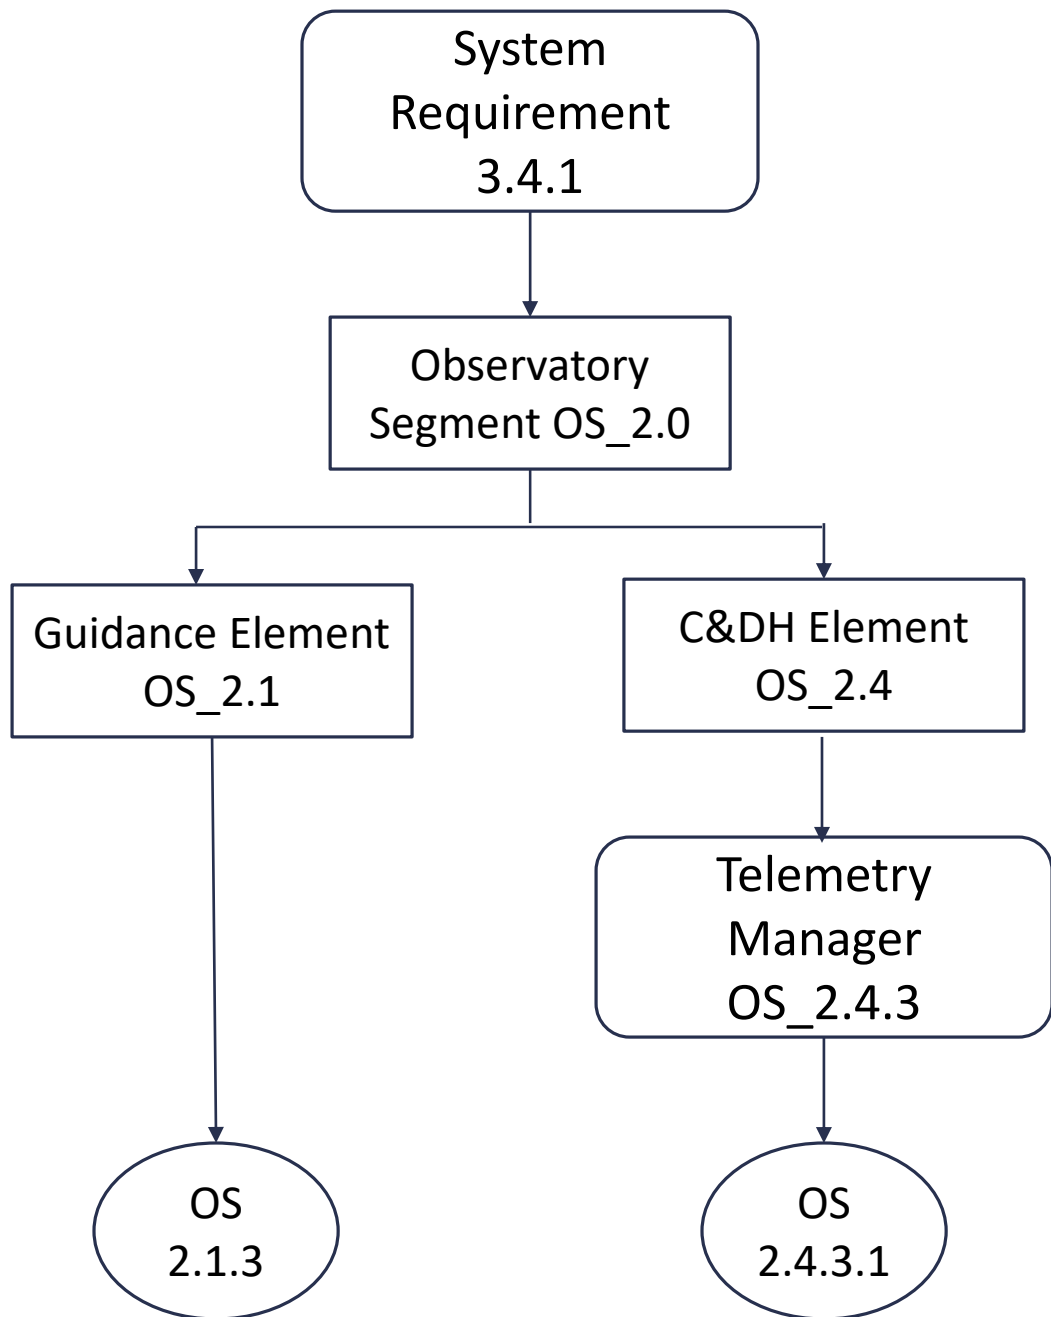 System
Requirement
3.4.1
Observatory
Segment OS_2.0
Guidance Element
OS_2.1
C&DH Element
OS_2.4
Telemetry
Manager
OS_2.4.3
OS
2.1.3
OS
2.4.3.1